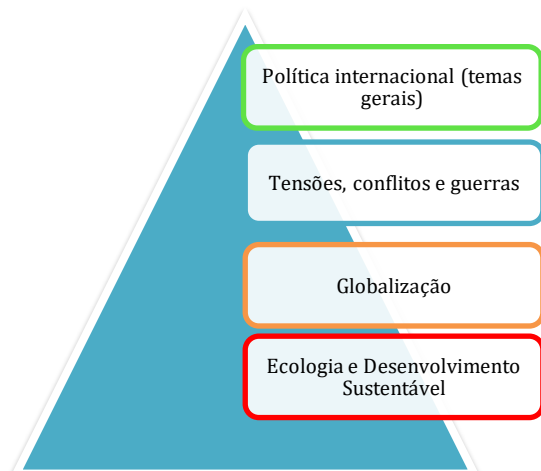 Política internacional (temas
gerais)
Tensões, conflitos e guerras
Globalização
Ecologia e Desenvolvimento
Sustentável